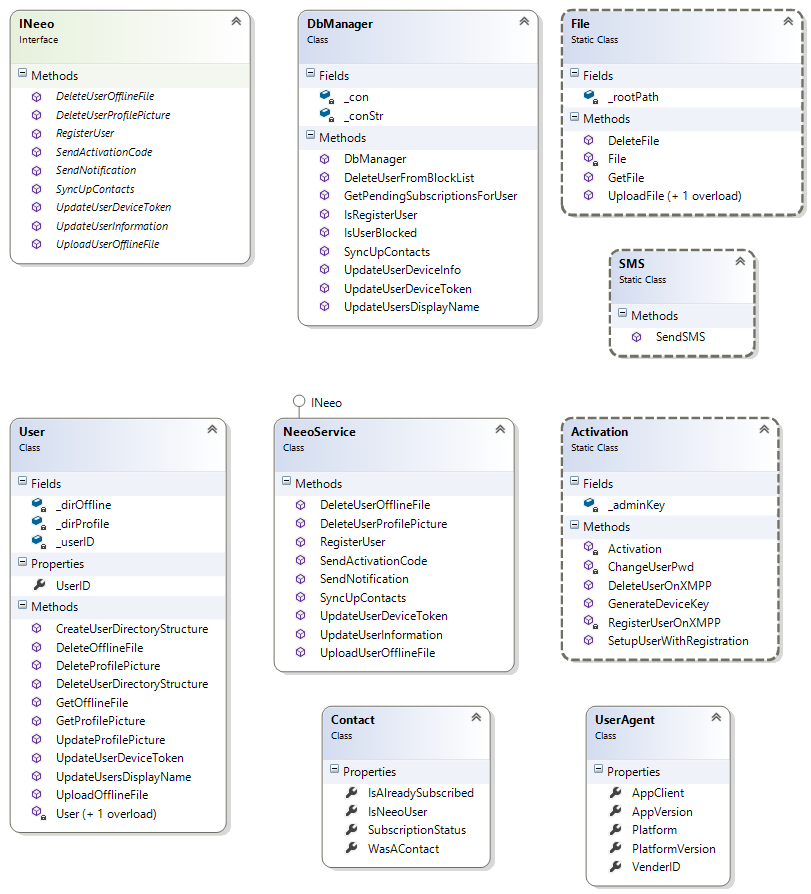 INeeo
Interface
Methods
DeleteUserOfflineFile
DeleteUserProfilePicture
RegisterUser
SendActivationCode
SendNotification
SyncUpContacts
UpdateUserDeviceToken
UpdateUserInformation
UploadUserOfflineFile
DbManager
Class
Fields
_con
_conStr
Methods
DbManager
DeleteUserFromBlockList
GetPendingSubscriptionsForUser
IsRegisterUser
IsUserBlocked
SyncUpContacts
UpdateUserDeviceInfo
UpdateUserDeviceToken
UpdateUsersDisplayName
File
Static Class
Fields
_rootPath
Methods
DeleteFile
File
GetFile
UploadFile (+ 1 overload)
SMS
Static Class
Methods
SendSMS
User
Class
Fields
_dirOffline
_dirProfile
_userID
Properties
UserID
Methods
CreateUserDirectoryStructure
DeleteOfflineFile
DeleteProfilePicture
DeleteUserDirectoryStructure
GetOfflineFile
GetProfilePicture
UpdateProfilePicture
UpdateUserDeviceToken
UpdateUsersDisplayName
UploadOfflineFile
User (+ 1 overload)
INeeo
NeeoService
Class
Methods
DeleteUserOfflineFile
DeleteUserProfilePicture
RegisterUser
SendActivationCode
SendNotification
SyncUpContacts
UpdateUserDeviceToken
UpdateUserInformation
UploadUserOfflineFile
Activation
Static Class
Fields
_adminKey
Methods
Activation
ChangeUserPwd
DeleteUserOnXMPP
GenerateDeviceKey
RegisterUserOnXMPP
SetupUserWithRegistration
Contact
Class
Properties
IsAlreadySubscribed
IsNeeoUser
SubscriptionStatus
WasAContact
UserAgent
Class
Properties
AppClient
AppVersion
Platform
PlatformVersion
VenderID